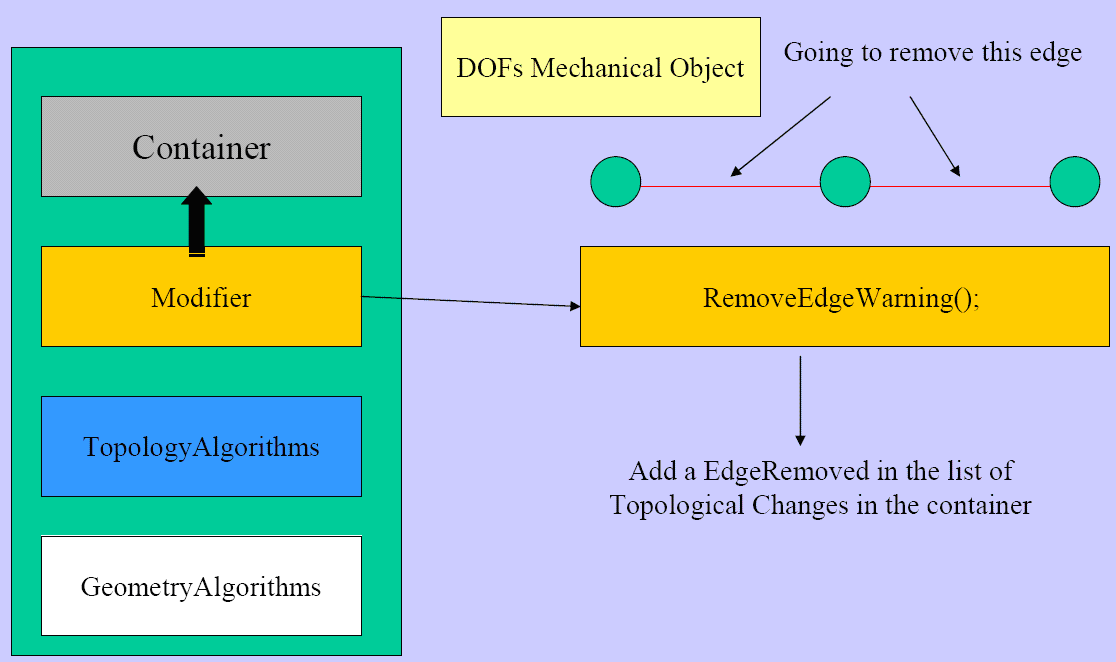 DOFs Mechanical Object
Going to remove this edge
Container
Modifier
RemoveEdgeWarning();
TopologyAlgorithms
Add a EdgeRemoved in the list of
Topological Changes in the container
GeometryAlgorithms